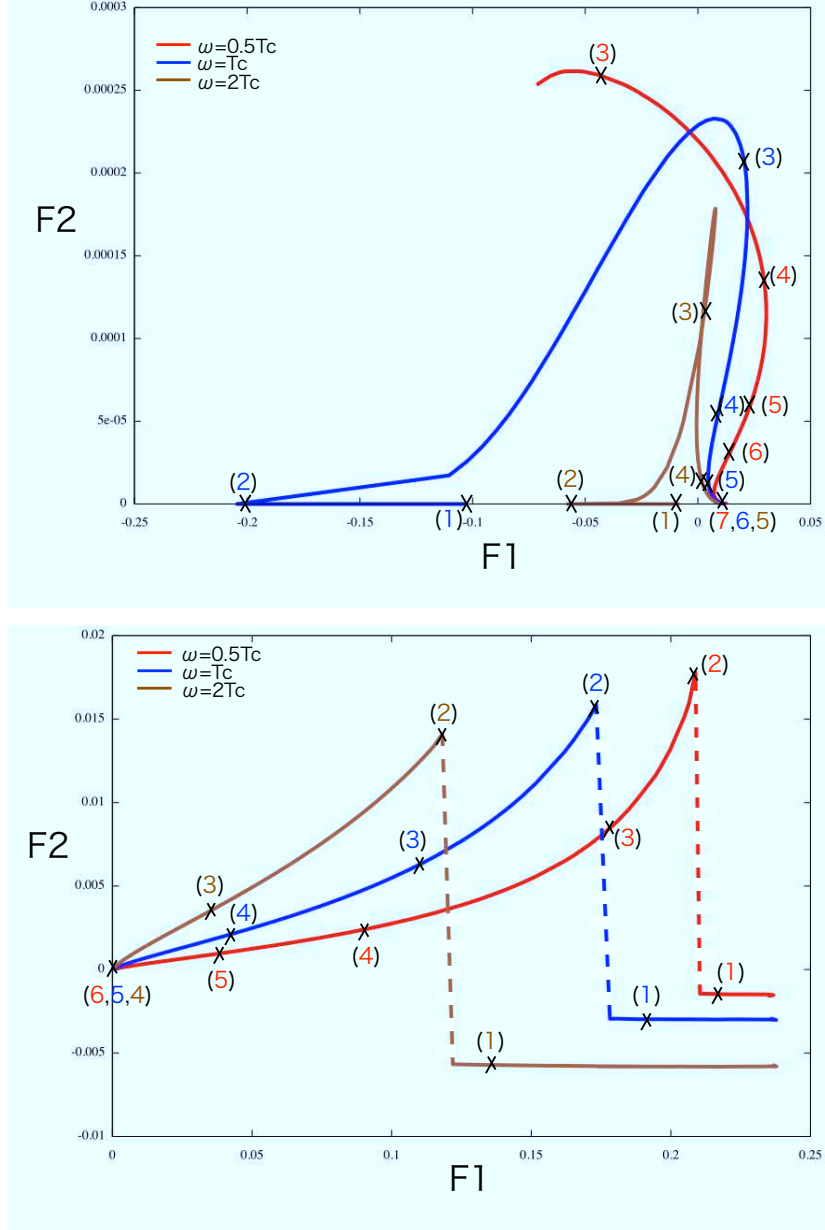 0.0003
ω=0.5Tc
ω=Tc
ω=2Tc
(3)
0.00025
0.0002
(3)
F2
0.00015
(4)
(3)
0.0001
(4) (5)
5e-05
(6)
(2) (2) (4) (5)
0
-0.25 -0.2 (1) -0.1 -0.05 (1) 0 (7,6,5) 0.05
F1
0.02
ω=0.5Tc
ω=Tc
ω=2Tc
(2)
(2)
(2)
0.015
0.01
F2
(3) (3)
0.005
(3)
(4)
(4)
0
(5)
(6,5,4)
(1)
(1)
(1)
-0.005
-0.01
0 0.05 0.1 0.15 0.2 0.25
F1